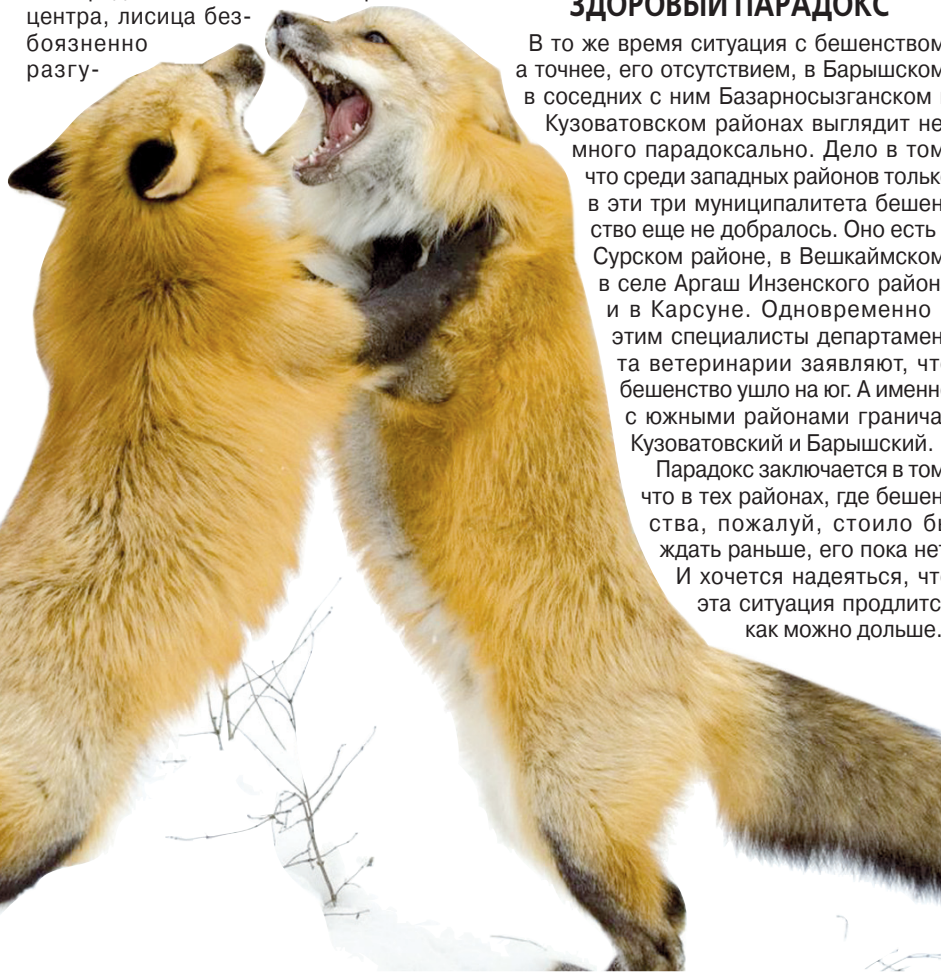 центра, лисица без-
боязненно
разгу-
ЗДОРОВЫЙ ПАРАДОКС
В то же время ситуация с бешенством,
а точнее, его отсутствием, в Барышском
в соседних с ним Базарносызганском
Кузоватовском районах выглядит не-
много парадоксально. Дело в том,
что среди западных районов только
в эти три муниципалитета бешен-
ство еще не добралось. Оно есть
Сурском районе, в Вешкаймском,
в селе Аргаш Инзенского района
и в Карсуне. Одновременно
этим специалисты департамен-
та ветеринарии заявляют, что
бешенство ушло на юг. А именно
с южными районами граничат
Кузоватовский и Барышский.
Парадокс заключается в том,
что в тех районах, где бешен-
ства, пожалуй, стоило бы
ждать раньше, его пока нет.
И хочется надеяться, что
эта ситуация продлится
как можно дольше.